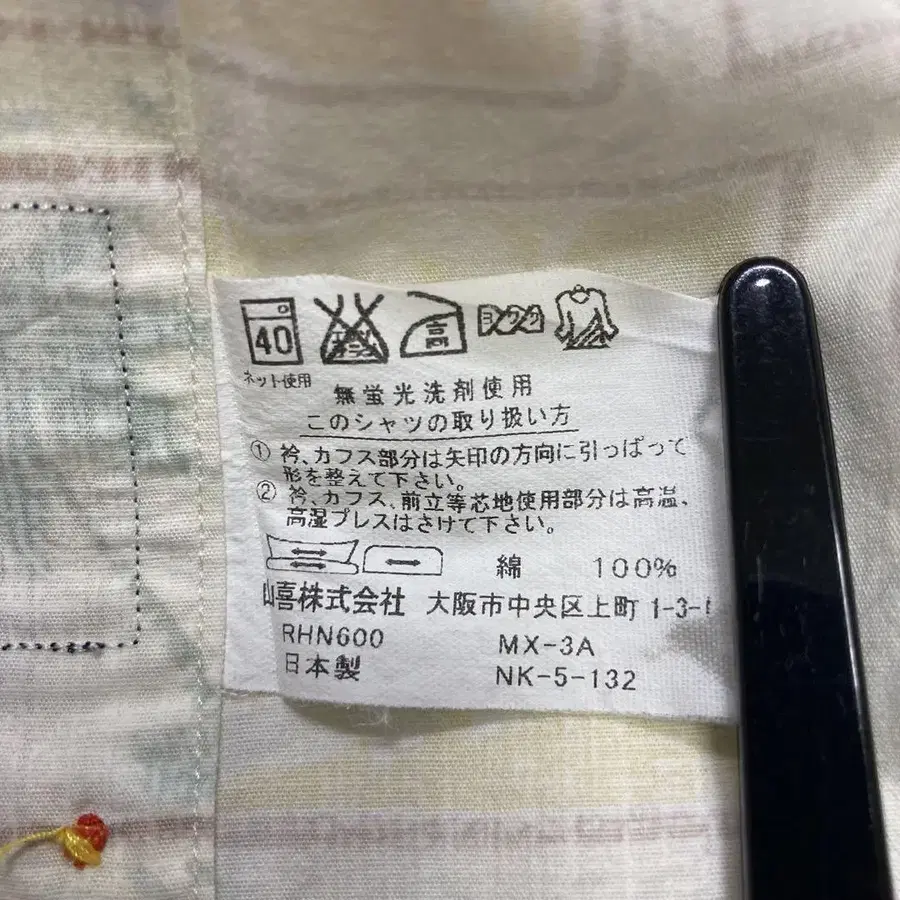 40
高
ネット使用
無蛍光洗剤使用
このシャツの取り扱い方
① 衿、カフス部分は矢印の方向に引っぱって
形を整えて下さい。
② 衿、カフス、前立等芯地使用部分は高温、
高湿プレスはさけて下さい。
綿 100%
山喜株式会社 大阪市中央区上町 1-3-1
RHN600 MX-3A
日本製 NK-5-132